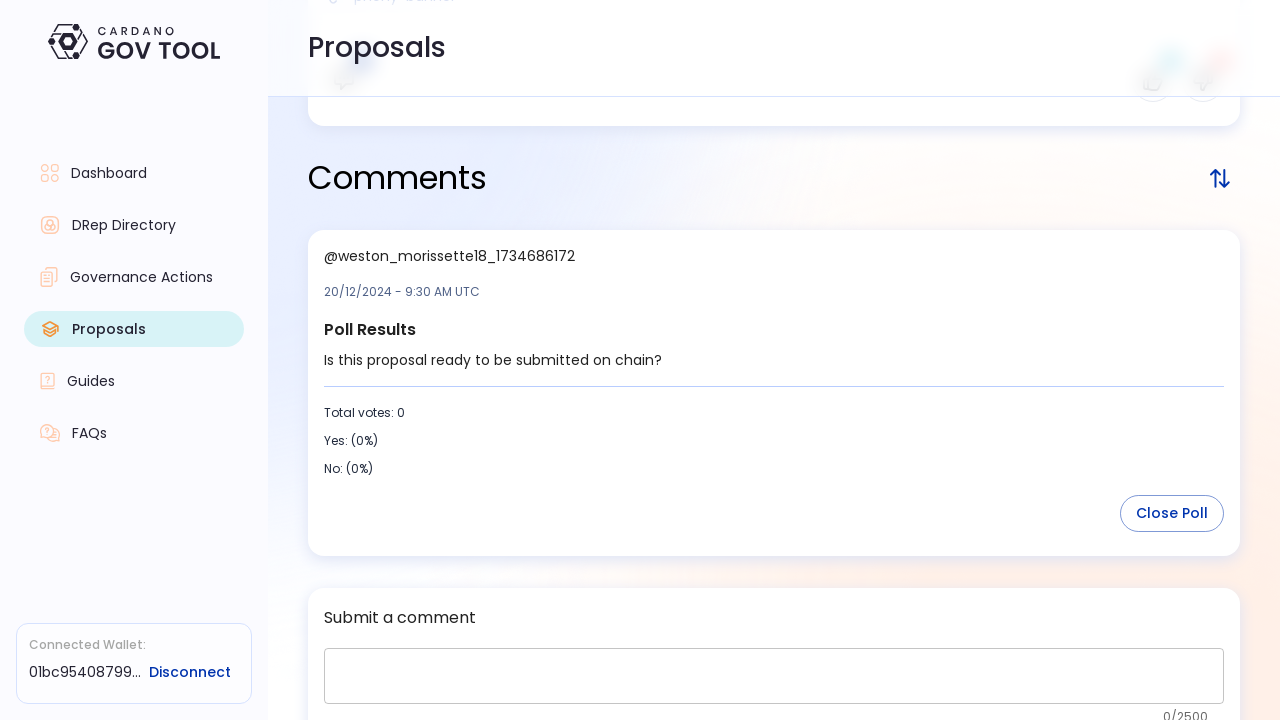 CARDANO
GOV TOOL
Proposals
Dashboard
DRep Directory
Governance Actions
Proposals
Guides
FAQs
Connected Wallet:
01bc95408799... Disconnect
Comments
@weston_morissette18_1734686172
20/12/2024 - 9:30 AM UTC
Poll Results
Is this proposal ready to be submitted on chain?
Total votes: 0
Yes: (0%)
No: (0%)
Close Poll
Submit a comment
0/2500